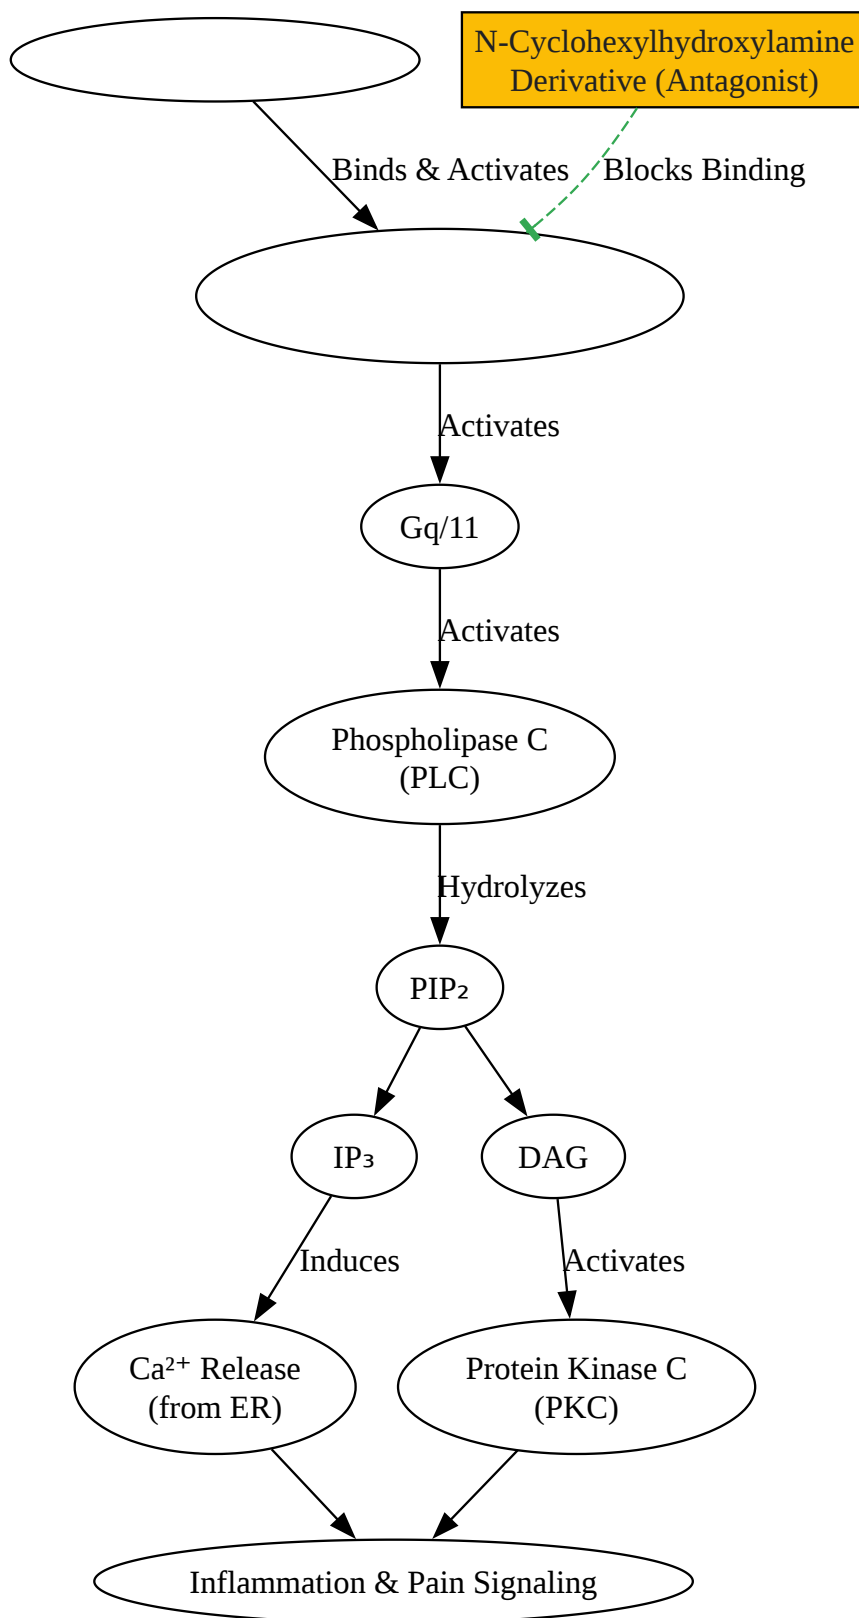 N-Cyclohexylhydroxylamine
Derivative (Antagonist)
Binds & Activates
Blocks Binding
Activates
Gq/11
Activates
Phospholipase C
(PLC)
Hydrolyzes
PIP₂
IP₃
DAG
Induces
Activates
Ca²⁺ Release
(from ER)
Protein Kinase C
(PKC)
Inflammation & Pain Signaling